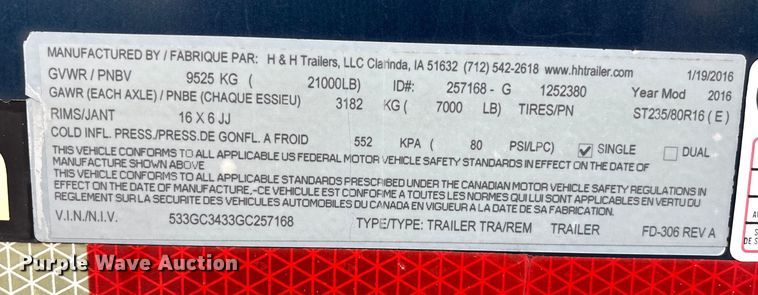 MANUFACTURED BY / FABRIQUE PAR: H & H Trailers, LLC Clarinda, IA 51632 (712) 542-2618 www.hhtrailer.com 1/19/2016
GVWR / PNBV 9525 KG ( 21000LB) ID#: 257168 - G 1252380 Year Mod 2016
GAWR (EACH AXLE) / PNBE (CHAQUE ESSIEU) 3182 KG ( 7000 LB) TIRES/PN ST235/80R16 ( E )
RIMS/JANT 16 X 6 JJ
COLD INFL. PRESS/PRESS.DE GONFL. A FROID 552 KPA ( 80 PSI/LPC) SINGLE DUAL
THIS VEHICLE CONFORMS TO ALL APPLICABLE US FEDERAL MOTOR VEHICLE SAFETY STANDARDS IN EFFECT ON THE DATE OF
MANUFACTURE SHOWN ABOVE
THIS VEHICLE CONFORMS TO ALL APPLICABLE STANDARDS PRESCRIBED UNDER THE CANADIAN MOTOR VEHICLE SAFETY REGULATIONS IN
EFFECT ON THE DATE OF MANUFACTURING.-CE VEHICULE EST CONFORME A TOUTES LES NORMES QUI LUI SONT APPLICABLES EN VERTU DU
REGLEMENT SUR LA SECURITE DES VEHICULES AUTOMOBILES DU CANADA EN VIGUEUR A LA DATE DE SA FABRICATION.
V.I.N./N.I.V. 533GC3433GC257168 TYPE/TYPE: TRAILER TRA/REM TRAILER FD-306 REV A
Purple Wave Auction